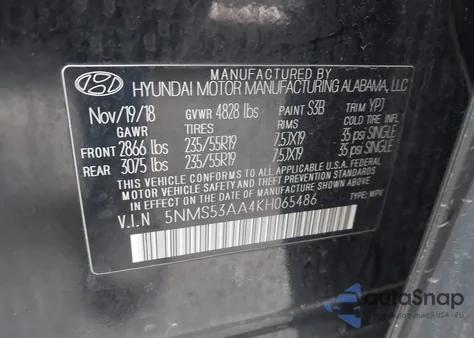 MANUFACTURED BY
HYUNDAI MOTOR MANUFACTURING ALABAMA, LLC
Nov/19/18 GVWR 4828 lbs PAINT S3B TRIM YPJ
GAWR TIRES RIMS COLD TIRE INFL
FRONT 2866 lbs 235/55R19 7.5JX19 35 psi SINGLE
REAR 3075 lbs 235/55R19 7.5JX19 35 psi SINGLE
THIS VEHICLE CONFORMS TO ALL APPLICABLE U.S.A. FEDERAL
MOTOR VEHICLE SAFETY STANDARDS IN
EFFECT ON THE DATE OF MANUFACTURE SHOWN ABOVE.
V.I.N 5NMS53AA4KH065486 TYPE: MPV
autoSnap